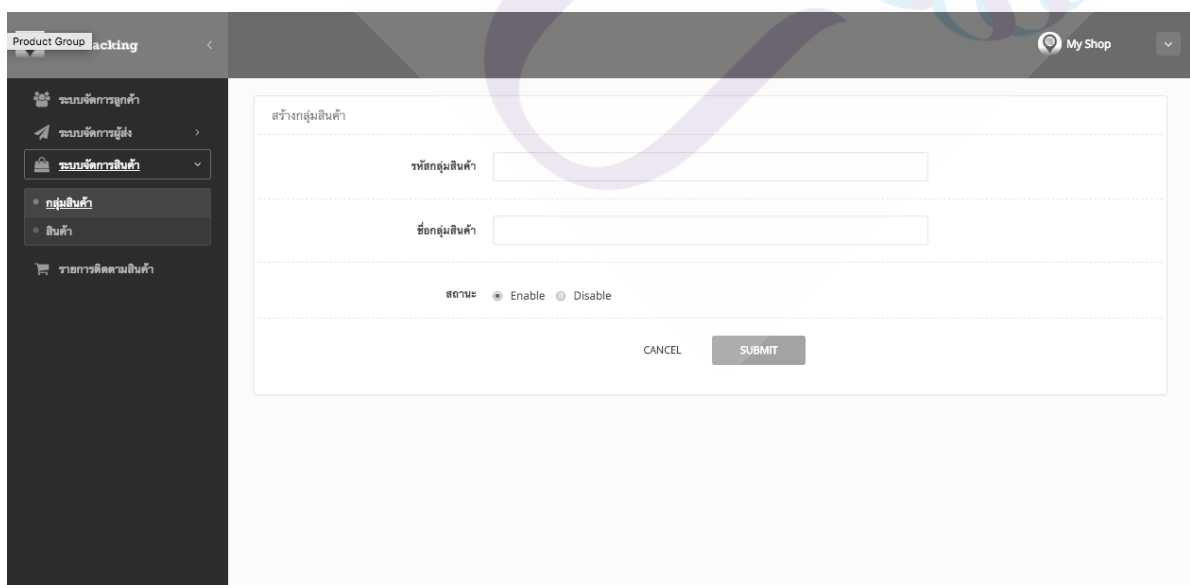 Product Group
acking
My Shop
ระบบจัดการลูกค้า
ระบบจัดการผู้ส่ง
ระบบจัดการสินค้า
กลุ่มสินค้า
สินค้า
รายการติดตามสินค้า
สร้างกลุ่มสินค้า
รหัสกลุ่มสินค้า
ชื่อกลุ่มสินค้า
สถานะ Enable Disable
CANCEL SUBMIT